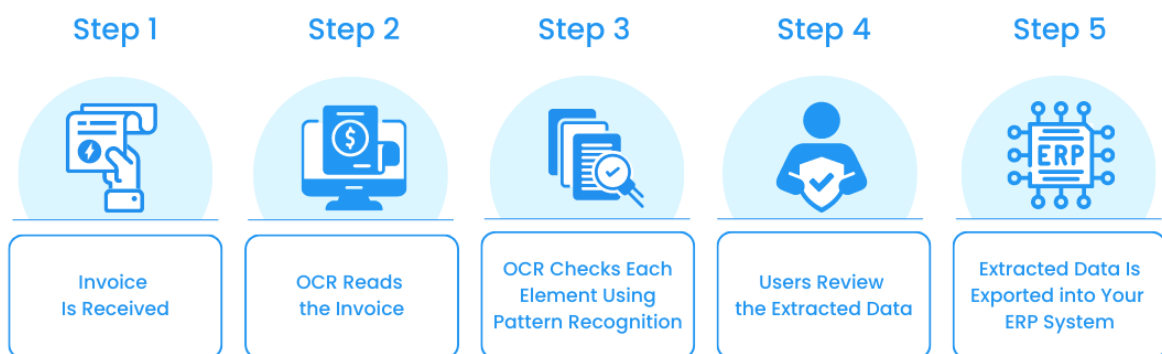 Step 1
Step 2
Step 3
Step 4
Step 5
$
ERP
Invoice
Is Received
OCR Reads
the Invoice
OCR Checks Each
Element Using
Pattern Recognition
Users Review
the Extracted Data
Extracted Data Is
Exported into Your
ERP System